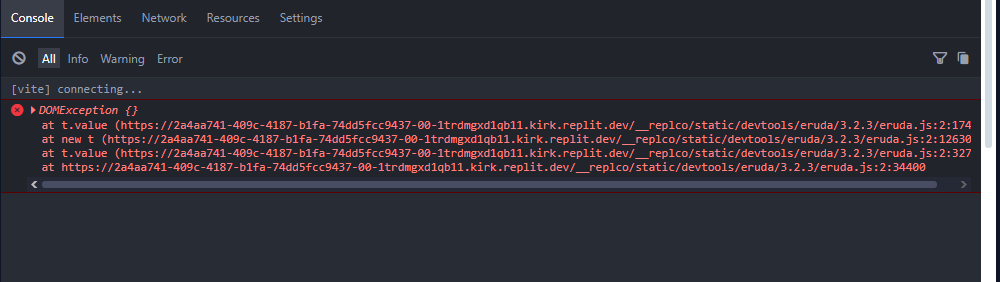 Console Elements Network Resources Settings
All Info Warning Error
[vite] connecting...
DOMException {}
at t.value (https://2a4aa741-409c-4187-b1fa-74dd5fcc9437-00-1trdmgxd1qb11.kirk.replit.dev/__replco/static/devtools/eruda/3.2.3/eruda.js:2:174
at new t (https://2a4aa741-409c-4187-b1fa-74dd5fcc9437-00-1trdmgxd1qb11.kirk.replit.dev/__replco/static/devtools/eruda/3.2.3/eruda.js:2:12630
at t.value (https://2a4aa741-409c-4187-b1fa-74dd5fcc9437-00-1trdmgxd1qb11.kirk.replit.dev/__replco/static/devtools/eruda/3.2.3/eruda.js:2:327
at https://2a4aa741-409c-4187-b1fa-74dd5fcc9437-00-1trdmgxd1qb11.kirk.replit.dev/__replco/static/devtools/eruda/3.2.3/eruda.js:2:34400